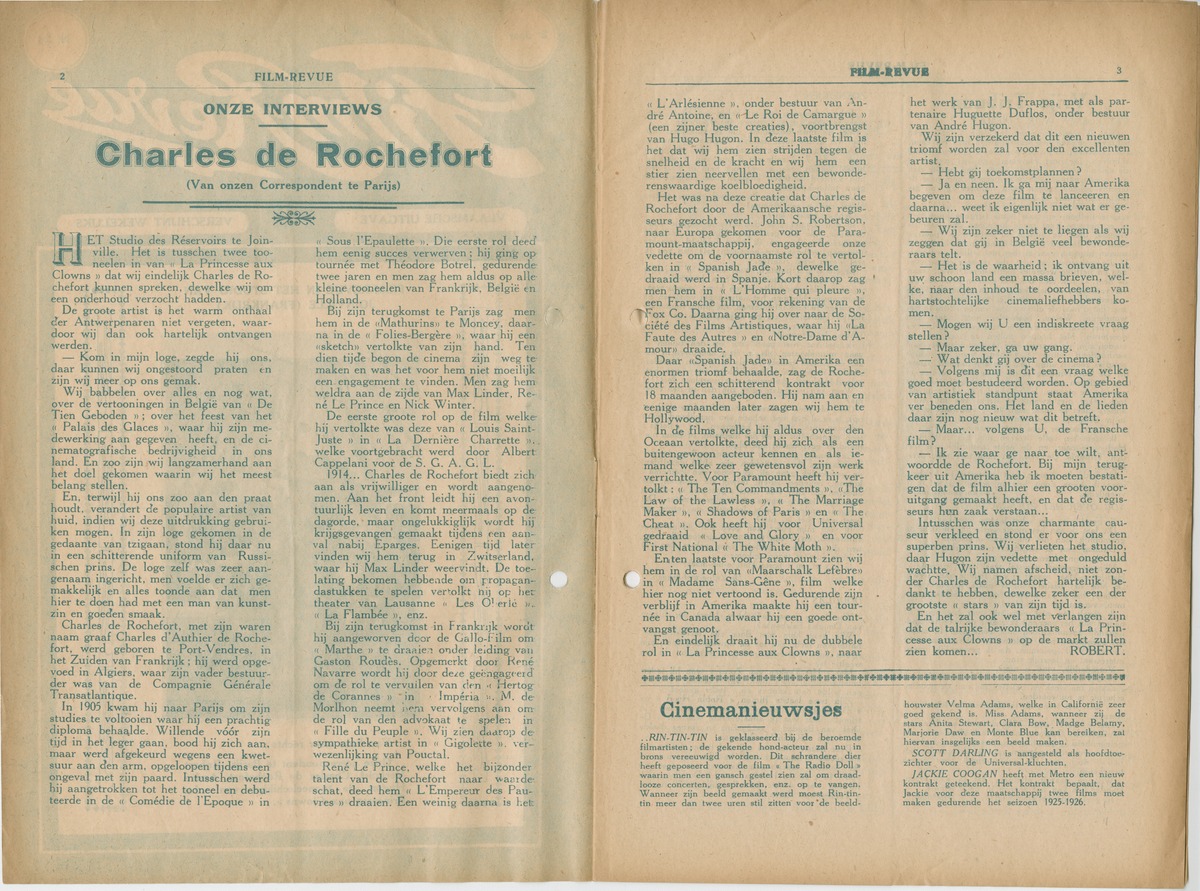 2
FILM-REVUE
ONZE INTERVIEWS
Charles de Rochefort
(Van onzen Correspondent te Parijs)
HET Studio des Réservoirs te Join-
ville. Het is tusschen twee too-
neelen in van « La Princesse aux
Clowns » dat wij eindelijk Charles de Ro-
chefort kunnen spreken, dewelke wij om
een onderhoud verzocht hadden.
De groote artist is het warm onthaal
der Antwerpenaren niet vergeten, waar-
door wij dan ook hartelijk ontvangen
werden.
— Kom in mijn loge, zegde hij ons,
daar kunnen wij ongestoord praten en
zijn wij meer op ons gemak.
Wij babbelen over alles en nog wat,
over de vertooningen in België van « De
Tien Geboden » ; over het feest van het
« Palais des Glaces », waar hij zijn me-
dewerking aan gegeven heeft, en de ci-
nematografische bedrijvigheid in ons
land. En zoo zijn wij langzamerhand aan
het doel gekomen waarin wij het meest
belang stellen.
En, terwijl hij ons zoo aan den praat
houdt, verandert de populaire artist van
huid, indien wij deze uitdrukking gebrui-
ken mogen. In zijn loge gekomen in de
gedaante van tzigaan, stond hij daar nu
in een schitterende uniform van Russi-
schen prins. De loge zelf was zeer aan-
genaam ingericht, men voelde er zich ge-
makkelijk en alles toonde aan dat men
hier te doen had met een man van kunst-
zin en goeden smaak.
Charles de Rochefort, met zijn waren
naam graaf Charles d'Authier de Roche-
fort, werd geboren te Port-Vendres, in
het Zuiden van Frankrijk ; hij werd opge-
voed in Algiers, waar zijn vader bestuur-
der was van de Compagnie Générale
Transatlantique.
In 1905 kwam hij naar Parijs om zijn
studies te voltooien waar hij een prachtig
diploma behaalde. Willende vóór zijn
tijd in het leger gaan, bood hij zich aan,
maar werd afgekeurd wegens een kwet-
suur aan den arm, opgeloopen tijdens een
ongeval met zijn paard. Intusschen werd
hij aangetrokken tot het tooneel en debu-
teerde in de « Comédie de l'Epoque » in
« Sous l'Epaulette ». Die eerste rol deed
hem eenig succes verwerven ; hij ging op
tournée met Théodore Botrel, gedurende
twee jaren en men zag hem aldus op alle
kleine tooneelen van Frankrijk, België en
Holland.
Bij zijn terugkomst te Parijs zag men
hem in de «Mathurins» te Moncey, daar-
na in de « Folies-Bergère », waar hij een
«sketch» vertolkte van zijn hand. Ten
dien tijde begon de cinema zijn weg te
maken en was het voor hem niet moeilijk
een engagement te vinden. Men zag hem
weldra aan de zijde van Max Linder, Re-
né Le Prince en Nick Winter.
De eerste groote rol op de film welke
hij vertolkte was deze van « Louis Saint-
Juste » in « La Dernière Charrette »,
welke voortgebracht werd door Albert
Cappelani voor de S. G. A. G. L.
1914... Charles de Rochefort biedt zich
aan als vrijwilliger en wordt aangeno-
men. Aan het front leidt hij een avon-
tuurlijk leven en komt meermaals op de
dagorde, maar ongelukkiglijk wordt hij
krijgsgevangen gemaakt tijdens een aan-
val nabij Eparges. Eenigen tijd later
vinden wij hem terug in Zwitserland,
waar hij Max Linder weervindt. De toe-
lating bekomen hebbende om propagan-
dastukken te spelen vertolkt hij op het
theater van Lausanne « Les Oberlé »,
« La Flambée », enz.
Bij zijn terugkomst in Frankrijk wordt
hij aangeworven door de Gallo-Film om
« Marthe » te draaien onder leiding van
Gaston Roudès. Opgemerkt door René
Navarre wordt hij door deze geëngageerd
om de rol te vervullen van den « Hertog
de Corannes » in « Impéria ». M. de
Morlhon neemt hem vervolgens aan om
de rol van den advokaat te spelen in
« Fille du Peuple ». Wij zien daarop de
sympathieke artist in « Gigolette », ver-
wezenlijking van Pouctal.
René Le Prince, welke het bijzonder
talent van de Rochefort naar waarde
schat, deed hem « L'Empereur des Pau-
vres » draaien. Een weinig daarna is het
FILM-REVUE
3
« L'Arlésienne », onder bestuur van An-
dré Antoine, en « Le Roi de Camargue »
(een zijner beste creaties), voortbrengst
van Hugo Hugon. In deze laatste film is
het dat wij hem zien strijden tegen de
snelheid en de kracht en wij hem een
stier zien neervellen met een bewonde-
renswaardige koelbloedigheid.
Het was na deze creatie dat Charles de
Rochefort door de Amerikaansche regis-
seurs gezocht werd. John S. Robertson,
naar Europa gekomen voor de Para-
mount-maatschappij, engageerde onze
vedette om de voornaamste rol te vertol-
ken in « Spanish Jade », dewelke ge-
draaid werd in Spanje. Kort daarop zag
men hem in « L'Homme qui pleure »,
een Fransche film, voor rekening van de
Fox Co. Daarna ging hij over naar de So-
ciété des Films Artistiques, waar hij «La
Faute des Autres » en «Notre-Dame d'A-
mour» draaide.
Daar «Spanish Jade» in Amerika een
enormen triomf behaalde, zag de Roche-
fort zich een schitterend kontrakt voor
18 maanden aangeboden. Hij nam aan en
eenige maanden later zagen wij hem te
Hollywood.
In de films welke hij aldus over den
Oceaan vertolkte, deed hij zich als een
buitengewoon acteur kennen en als ie-
mand welke zeer gewetensvol zijn werk
verrichtte. Voor Paramount heeft hij ver-
tolkt : « The Ten Commandments », «The
Law of the Lawless », « The Marriage
Maker », « Shadows of Paris » en « The
Cheat ». Ook heeft hij voor Universal
gedraaid « Love and Glory » en voor
First National « The White Moth ».
En ten laatste voor Paramount zien wij
hem in de rol van «Maarschalk Lefèbre»
in « Madame Sans-Gêne », film welke
hier nog niet vertoond is. Gedurende zijn
verblijf in Amerika maakte hij een tour-
née in Canada alwaar hij een goede ont-
vangst genoot.
En eindelijk draait hij nu de dubbele
rol in « La Princesse aux Clowns », naar
het werk van J. J. Frappa, met als par-
tenaire Huguette Duflos, onder bestuur
van André Hugon.
Wij zijn verzekerd dat dit een nieuwen
triomf worden zal voor den excellenten
artist.
— Hebt gij toekomstplannen ?
— Ja en neen. Ik ga mij naar Amerika
begeven om deze film te lanceeren en
daarna... weet ik eigenlijk niet wat er ge-
beuren zal.
— Wij zijn zeker niet te liegen als wij
zeggen dat gij in België veel bewonde-
raars telt.
— Het is de waarheid ; ik ontvang uit
uw schoon land een massa brieven, wel-
ke, naar den inhoud te oordeelen, van
hartstochtelijke cinemaliefhebbers ko-
men.
— Mogen wij U een indiskreete vraag
stellen ?
— Maar zeker, ga uw gang.
— Wat denkt gij over de cinema ?
— Volgens mij is dit een vraag welke
goed moet bestudeerd worden. Op gebied
van artistiek standpunt staat Amerika
ver beneden ons. Het land en de lieden
daar zijn nog nieuw wat dit betreft.
— Maar... volgens U, de Fransche
film ?
— Ik zie waar ge naar toe wilt, ant-
woordde de Rochefort. Bij mijn terug-
keer uit Amerika heb ik moeten bestati-
gen dat de film alhier een grooten voor-
uitgang gemaakt heeft, en dat de regis-
seurs hun zaak verstaan...
Intusschen was onze charmante cau-
seur verkleed en stond er voor ons een
superben prins. Wij verlieten het studio,
daar Hugon zijn vedette met ongeduld
wachtte. Wij namen afscheid, niet zon-
der Charles de Rochefort hartelijk be-
dankt te hebben, dewelke zeker een der
grootste « stars » van zijn tijd is.
En het zal ook wel met verlangen zijn
dat de talrijke bewonderaars « La Prin-
cesse aux Clowns » op de markt zullen
zien komen... ROBERT.
Cinemanieuwsjes
RIN-TIN-TIN is geklasseerd bij de beroemde
filmartisten ; de gekende hond-acteur zal nu in
brons vereeuwigd worden. Dit schrandere dier
heeft geposeerd voor de film « The Radio Doll »
waarin men een gansch gestel zien zal om draad-
looze concerten, gesprekken, enz. op te vangen.
Wanneer zijn beeld gemaakt werd moest Rin-tin-
tin meer dan twee uren stil zitten voor de beeld-
houwster Velma Adams, welke in Californië zeer
goed gekend is. Miss Adams, wanneer zij de
stars Anita Stewart, Clara Bow, Madge Belamy,
Marjorie Daw en Monte Blue kan bereiken, zal
hiervan insgelijks een beeld maken.
SCOTT DARLING is aangesteld als hoofdtoe-
zichter voor de Universal-kluchten.
JACKIE COOGAN heeft met Metro een nieuw
kontrakt geteekend. Het kontrakt bepaalt, dat
Jackie voor deze maatschappij twee films moet
maken gedurende het seizoen 1925-1926.